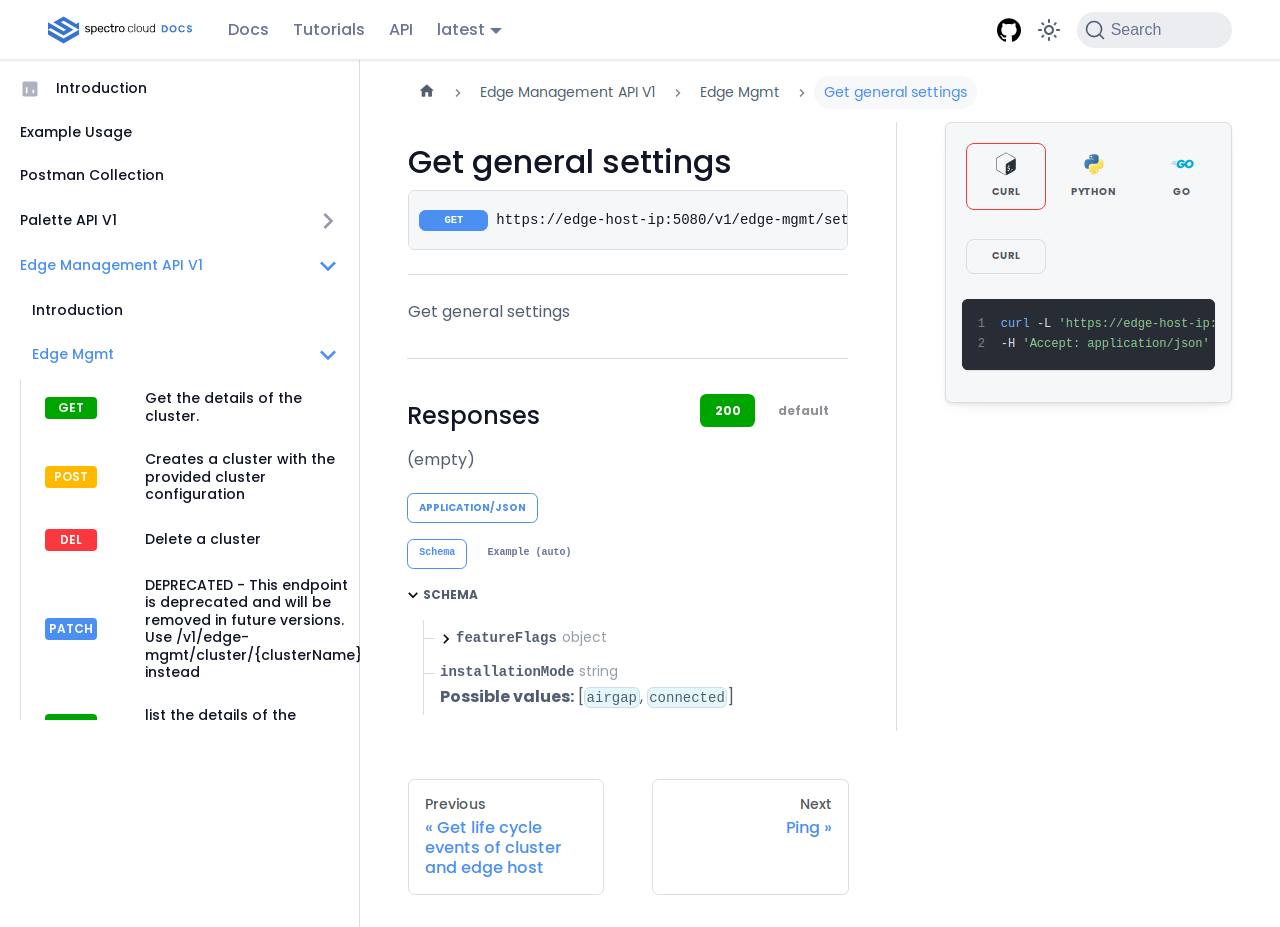 spectro cloud DOCS
Docs
Tutorials
API
latest
Search
Introduction
Example Usage
Postman Collection
Palette API V1
Edge Management API V1
Introduction
Edge Mgmt
GET
Get the details of the
cluster.
POST
Creates a cluster with the
provided cluster
configuration
DEL
Delete a cluster
PATCH
DEPRECATED - This endpoint
is deprecated and will be
removed in future versions.
Use /v1/edge-
mgmt/cluster/{clusterName}
instead
list the details of the
Edge Management API V1
Edge Mgmt
Get general settings
Get general settings
GET https://edge-host-ip:5080/v1/edge-mgmt/set
Get general settings
Responses
200
default
(empty)
APPLICATION/JSON
Schema
Example (auto)
SCHEMA
featureFlags object
installationMode string
Possible values: [airgap, connected]
Previous
« Get life cycle
events of cluster
and edge host
Next
Ping »
CURL
PYTHON
GO
CURL
1 curl -L 'https://edge-host-ip:
2 -H 'Accept: application/json'